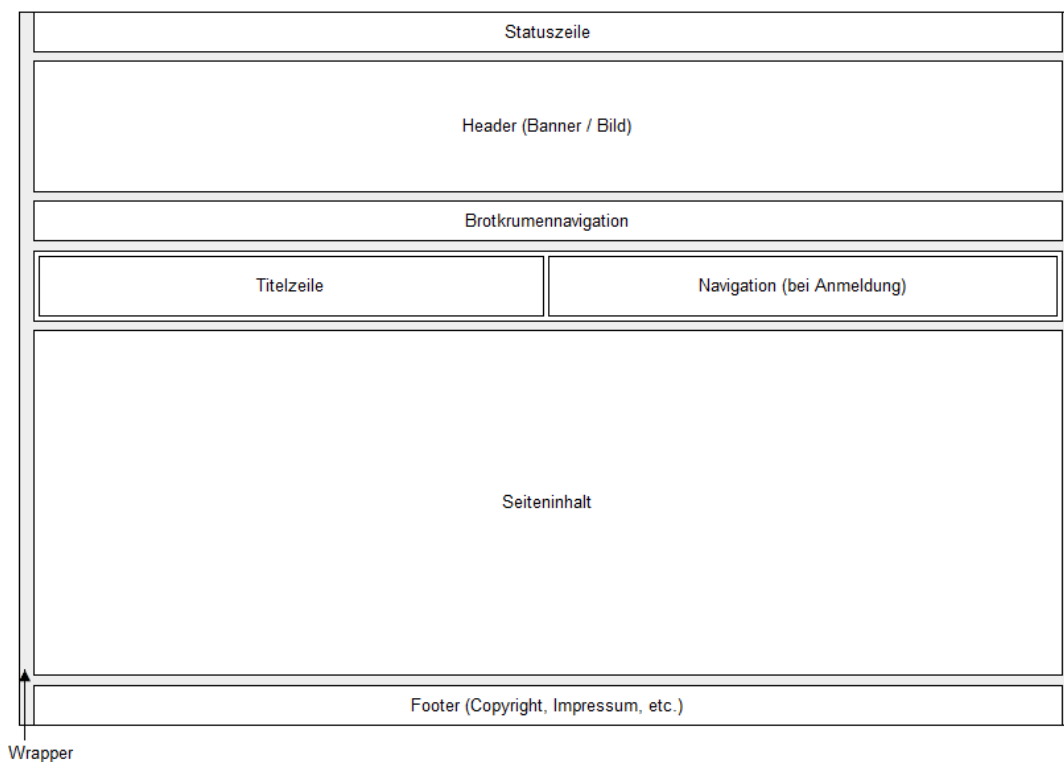 Statuszeile
Header (Banner / Bild)
Brotkrumennavigation
Titelzeile
Navigation (bei Anmeldung)
Seiteninhalt
Footer (Copyright, Impressum, etc.)
Wrapper